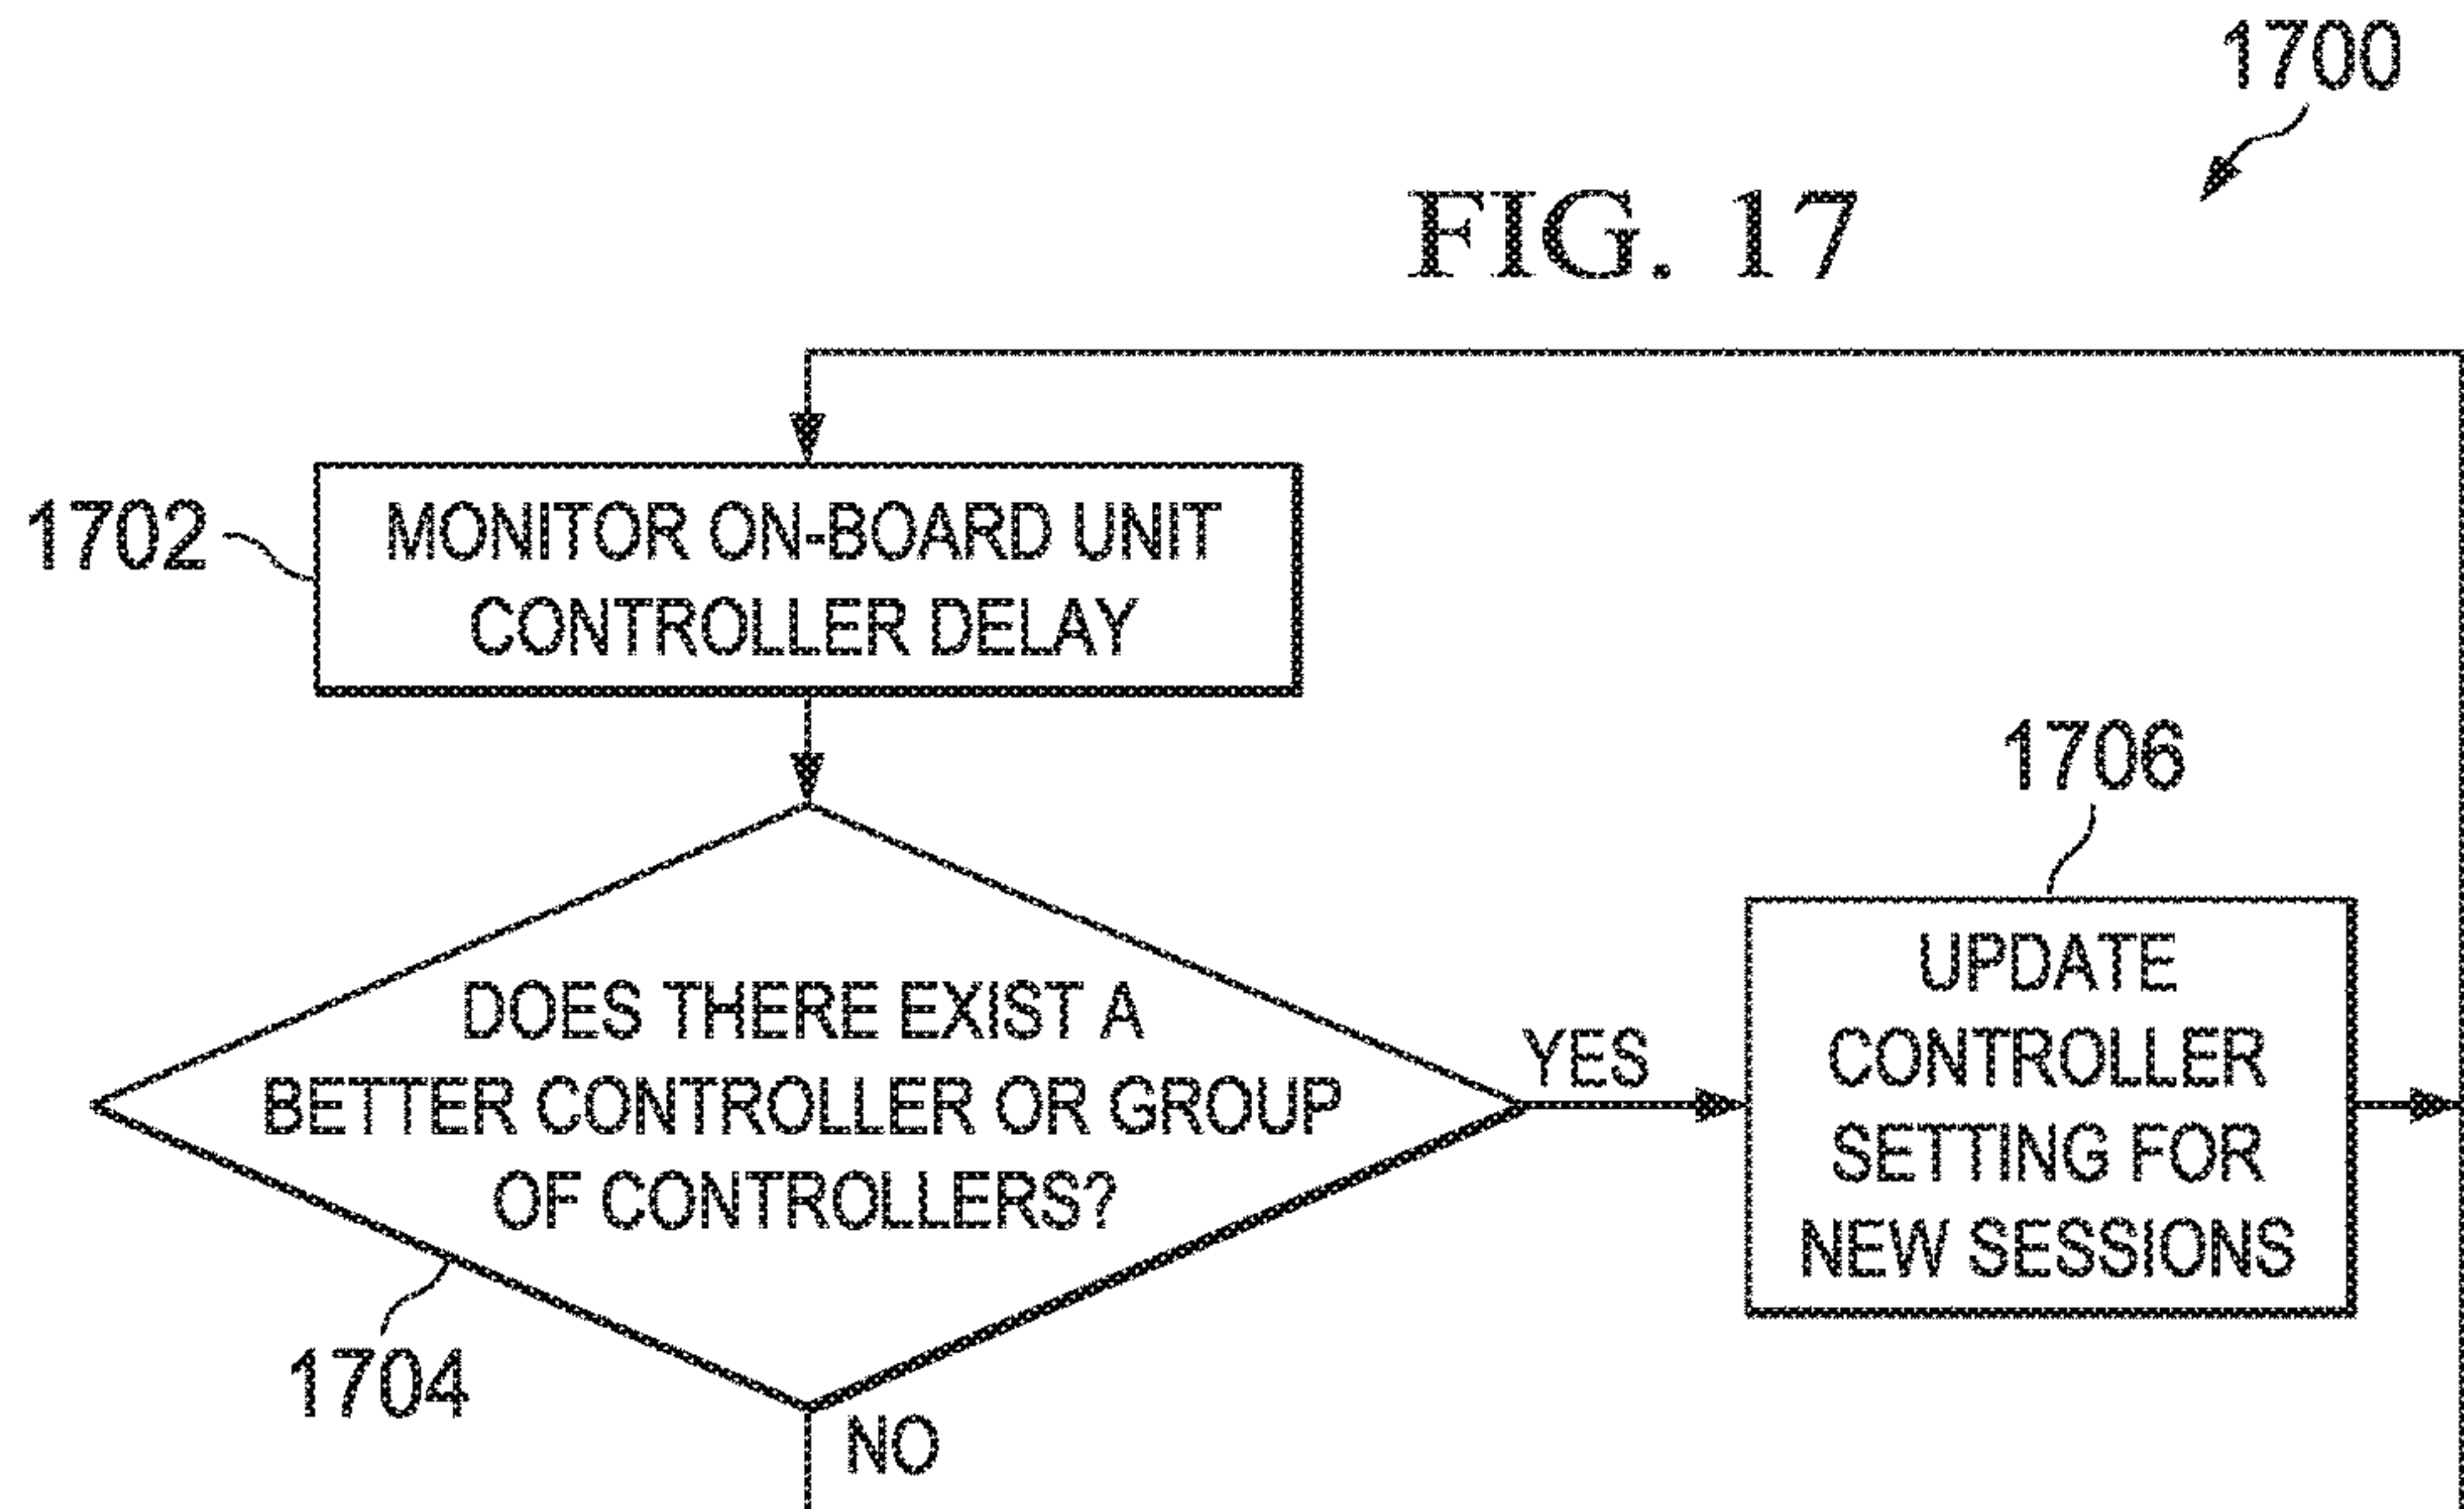 1700
FIG. 17
1702
MONITOR ON-BOARD UNIT
CONTROLLER DELAY
1706
DOES THERE EXIST A
BETTER CONTROLLER OR GROUP
OF CONTROLLERS?
YES
UPDATE
CONTROLLER
SETTING FOR
NEW SESSIONS
1704
NO